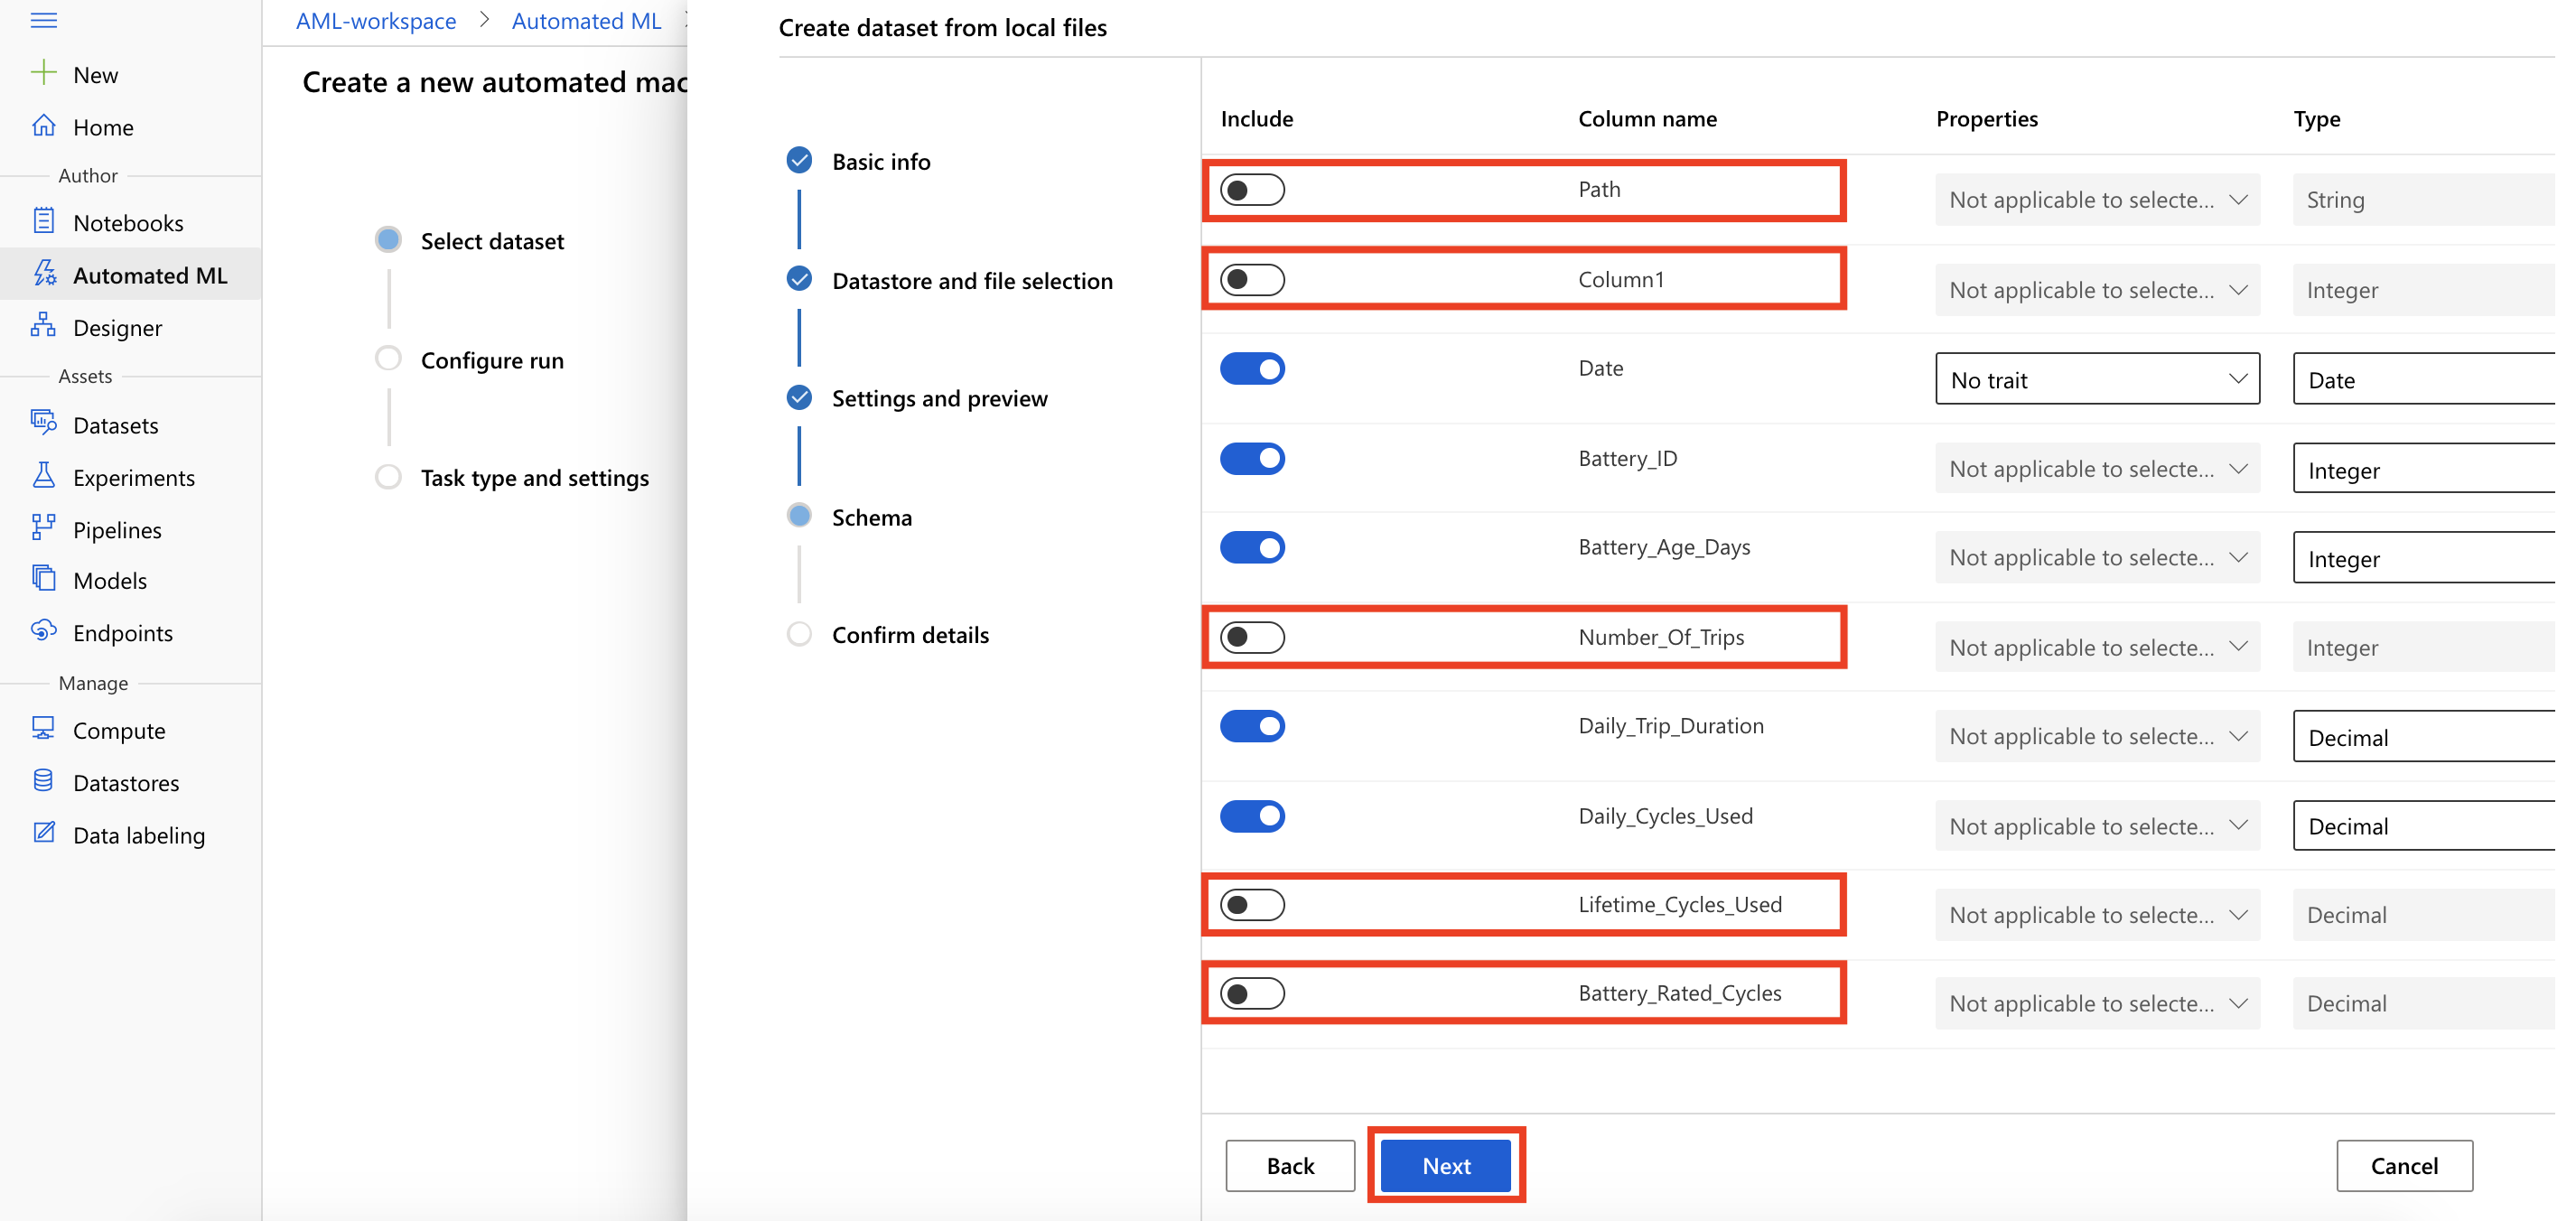 AML-workspace > Automated ML >
New
Home
Author
Notebooks
Automated ML
Designer
Assets
Datasets
Experiments
Pipelines
Models
Endpoints
Manage
Compute
Datastores
Data labeling
Create a new automated mac
Select dataset
Configure run
Task type and settings
Create dataset from local files
Basic info
Datastore and file selection
Settings and preview
Schema
Confirm details
Include Column name Properties Type
Path Not applicable to selecte... String
Column1 Not applicable to selecte... Integer
Date No trait Date
Battery_ID Not applicable to selecte... Integer
Battery_Age_Days Not applicable to selecte... Integer
Number_Of_Trips Not applicable to selecte... Integer
Daily_Trip_Duration Not applicable to selecte... Decimal
Daily_Cycles_Used Not applicable to selecte... Decimal
Lifetime_Cycles_Used Not applicable to selecte... Decimal
Battery_Rated_Cycles Not applicable to selecte... Decimal
Back Next Cancel